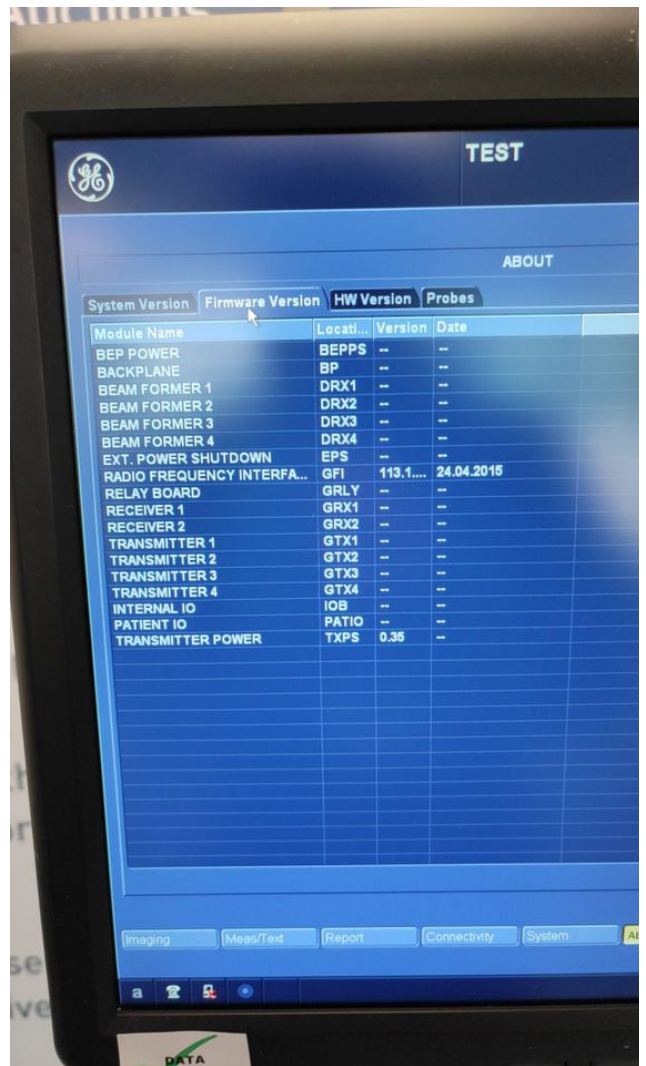 AUCTIONS
GE
TEST
ABOUT
System Version Firmware Version HW Version Probes
Module Name Locati... Version Date
BEP POWER BEPPS -- --
BACKPLANE BP -- --
BEAM FORMER 1 DRX1 -- --
BEAM FORMER 2 DRX2 -- --
BEAM FORMER 3 DRX3 -- --
BEAM FORMER 4 DRX4 -- --
EXT. POWER SHUTDOWN EPS -- --
RADIO FREQUENCY INTERFA... GFI 113.1.... 24.04.2015
RELAY BOARD GRLY -- --
RECEIVER 1 GRX1 -- --
RECEIVER 2 GRX2 -- --
TRANSMITTER 1 GTX1 -- --
TRANSMITTER 2 GTX2 -- --
TRANSMITTER 3 GTX3 -- --
TRANSMITTER 4 GTX4 -- --
INTERNAL IO IOB -- --
PATIENT IO PATIO -- --
TRANSMITTER POWER TXPS 0.35 --
Imaging Meas/Text Report Connectivity System
a
DATA